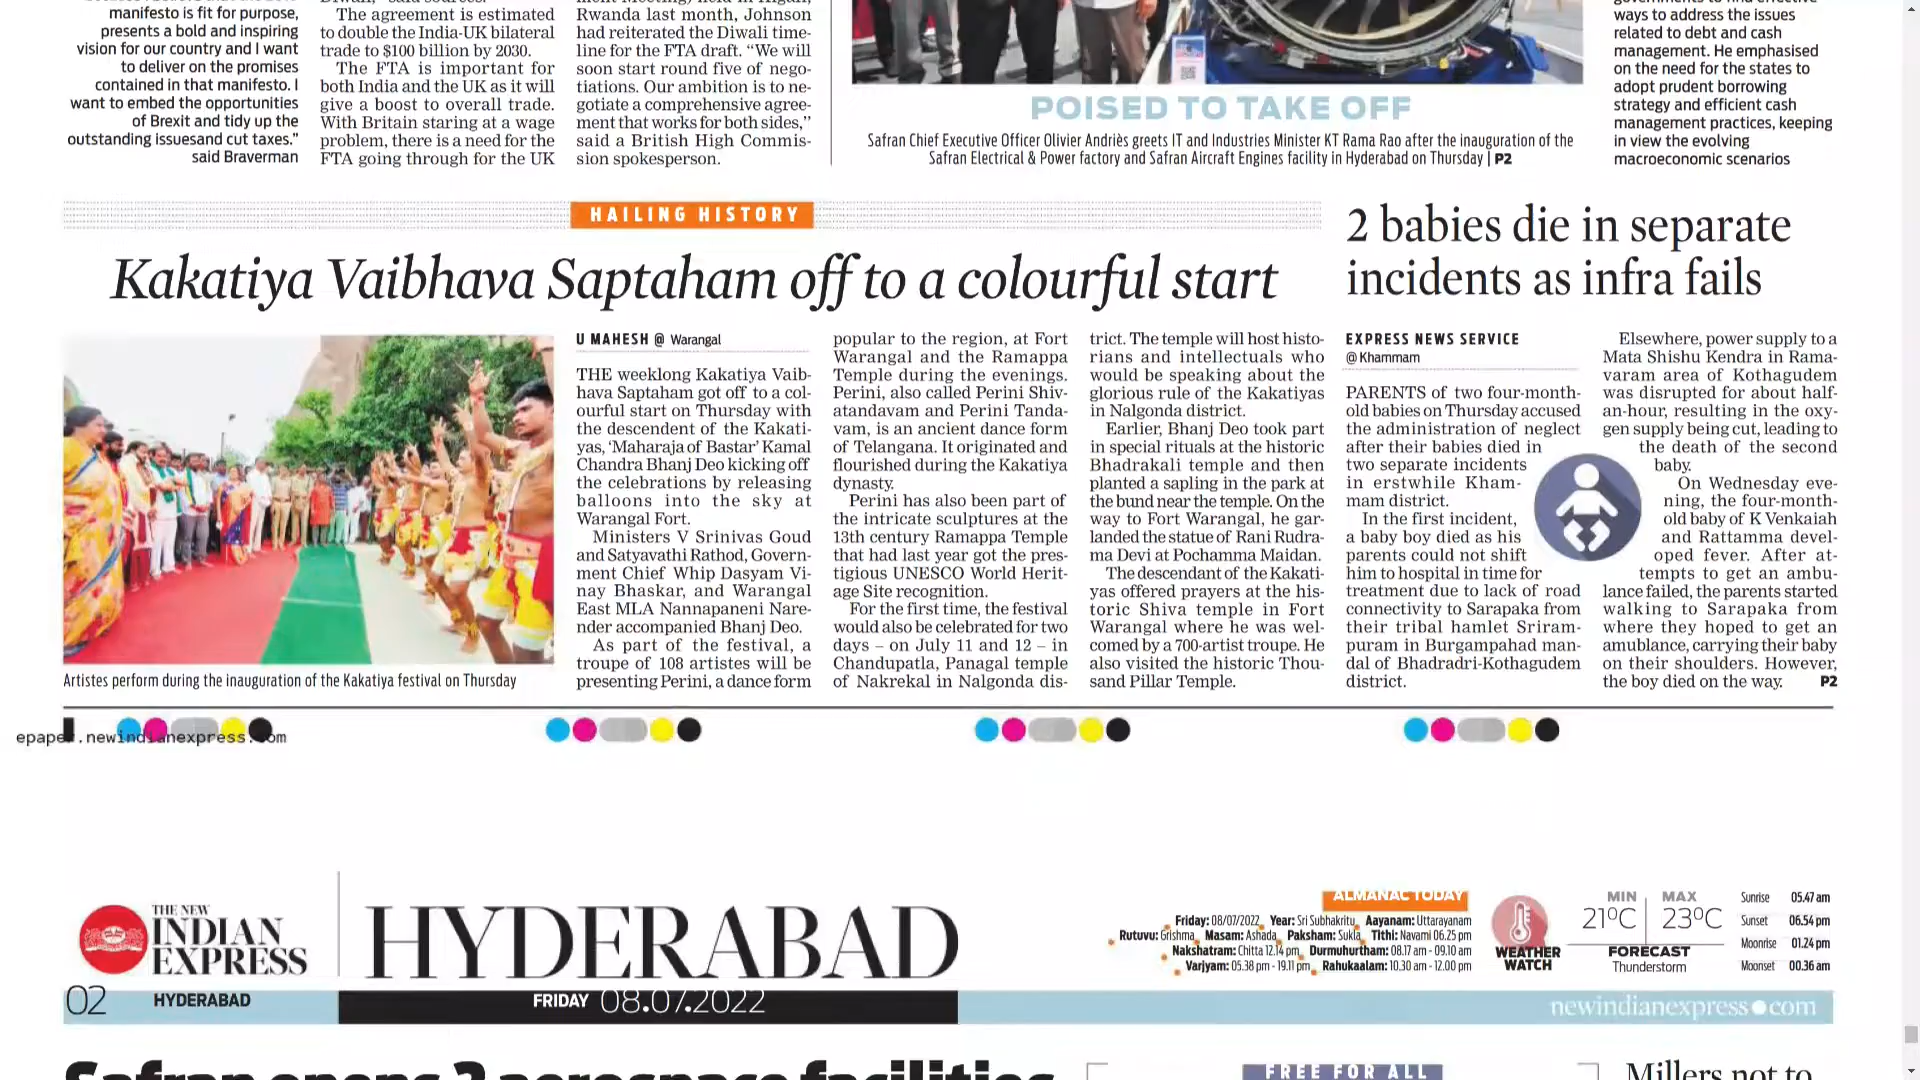 manifesto is fit for purpose,
presents a bold and inspiring
vision for our country and I want
to deliver on the promises
contained in that manifesto. I
want to embed the opportunities
of Brexit and tidy up the
outstanding issuesand cut taxes."
said Braverman
The agreement is estimated
to double the India-UK bilateral
trade to $100 billion by 2030.
The FTA is important for
both India and the UK as it will
give a boost to overall trade.
With Britain staring at a wage
problem, there is a need for the
FTA going through for the UK
Rwanda last month, Johnson
had reiterated the Diwali time-
line for the FTA draft. “We will
soon start round five of nego-
tiations. Our ambition is to ne-
gotiate a comprehensive agree-
ment that works for both sides,”
said a British High Commis-
sion spokesperson.
POISED TO TAKE OFF
Safran Chief Executive Officer Olivier Andriès greets IT and Industries Minister KT Rama Rao after the inauguration of the
Safran Electrical & Power factory and Safran Aircraft Engines facility in Hyderabad on Thursday | P2
ways to address the issues
related to debt and cash
management. He emphasised
on the need for the states to
adopt prudent borrowing
strategy and efficient cash
management practices, keeping
in view the evolving
macroeconomic scenarios
HAILING HISTORY
Kakatiya Vaibhava Saptaham off to a colourful start
Artistes perform during the inauguration of the Kakatiya festival on Thursday
U MAHESH @ Warangal
THE weeklong Kakatiya Vaib-
hava Saptaham got off to a col-
ourful start on Thursday with
the descendent of the Kakati-
yas, ‘Maharaja of Bastar’ Kamal
Chandra Bhanj Deo kicking off
the celebrations by releasing
balloons into the sky at
Warangal Fort.
Ministers V Srinivas Goud
and Satyavathi Rathod, Govern-
ment Chief Whip Dasyam Vi-
nay Bhaskar, and Warangal
East MLA Nannapaneni Nare-
nder accompanied Bhanj Deo.
As part of the festival, a
troupe of 108 artistes will be
presenting Perini, a dance form
popular to the region, at Fort
Warangal and the Ramappa
Temple during the evenings.
Perini, also called Perini Shiv-
atandavam and Perini Tanda-
vam, is an ancient dance form
of Telangana. It originated and
flourished during the Kakatiya
dynasty.
Perini has also been part of
the intricate sculptures at the
13th century Ramappa Temple
that had last year got the pres-
tigious UNESCO World Herit-
age Site recognition.
For the first time, the festival
would also be celebrated for two
days – on July 11 and 12 – in
Chandupatla, Panagal temple
of Nakrekal in Nalgonda dis-
trict. The temple will host histo-
rians and intellectuals who
would be speaking about the
glorious rule of the Kakatiyas
in Nalgonda district.
Earlier, Bhanj Deo took part
in special rituals at the historic
Bhadrakali temple and then
planted a sapling in the park at
the bund near the temple. On the
way to Fort Warangal, he gar-
landed the statue of Rani Rudra-
ma Devi at Pochamma Maidan.
The descendant of the Kakati-
yas offered prayers at the his-
toric Shiva temple in Fort
Warangal where he was wel-
comed by a 700-artist troupe. He
also visited the historic Thou-
sand Pillar Temple.
2 babies die in separate
incidents as infra fails
EXPRESS NEWS SERVICE
@ Khammam
PARENTS of two four-month-
old babies on Thursday accused
the administration of neglect
after their babies died in
two separate incidents
in erstwhile Kham-
mam district.
In the first incident,
a baby boy died as his
parents could not shift
him to hospital in time for
treatment due to lack of road
connectivity to Sarapaka from
their tribal hamlet Sriram-
puram in Burgampahad man-
dal of Bhadradri-Kothagudem
district.
Elsewhere, power supply to a
Mata Shishu Kendra in Rama-
varam area of Kothagudem
was disrupted for about half-
an-hour, resulting in the oxy-
gen supply being cut, leading to
the death of the second
baby.
On Wednesday eve-
ning, the four-month-
old baby of K Venkaiah
and Rattamma devel-
oped fever. After at-
tempts to get an ambu-
lance failed, the parents started
walking to Sarapaka from
where they hoped to get an
amublance, carrying their baby
on their shoulders. However,
the boy died on the way. P2
epaper.newindianexpress.com
THE NEW
INDIAN
EXPRESS
HYDERABAD
ALMANAC TODAY
Friday: 08/07/2022 Year: Sri Subhakritu Aayanam: Uttarayanam
Rutuvu: Grishma Masam: Ashada Paksham: Sukla Tithi: Navami 06.25 pm
Nakshatram: Chitta 12.14 pm Durmuhurtham: 08.17 am - 09.10 am
Varjyam: 05.38 pm - 19.11 pm Rahukaalam: 10.30 am - 12.00 pm
WEATHER
WATCH
MIN MAX
21°C 23°C
FORECAST
Thunderstorm
Sunrise 05.47 am
Sunset 06.54 pm
Moonrise 01.24 pm
Moonset 00.36 am
02 HYDERABAD
FRIDAY 08.07.2022
newindianexpress.com
Safran opens 2 aerospace facilities
FREE FOR ALL
Millers not to